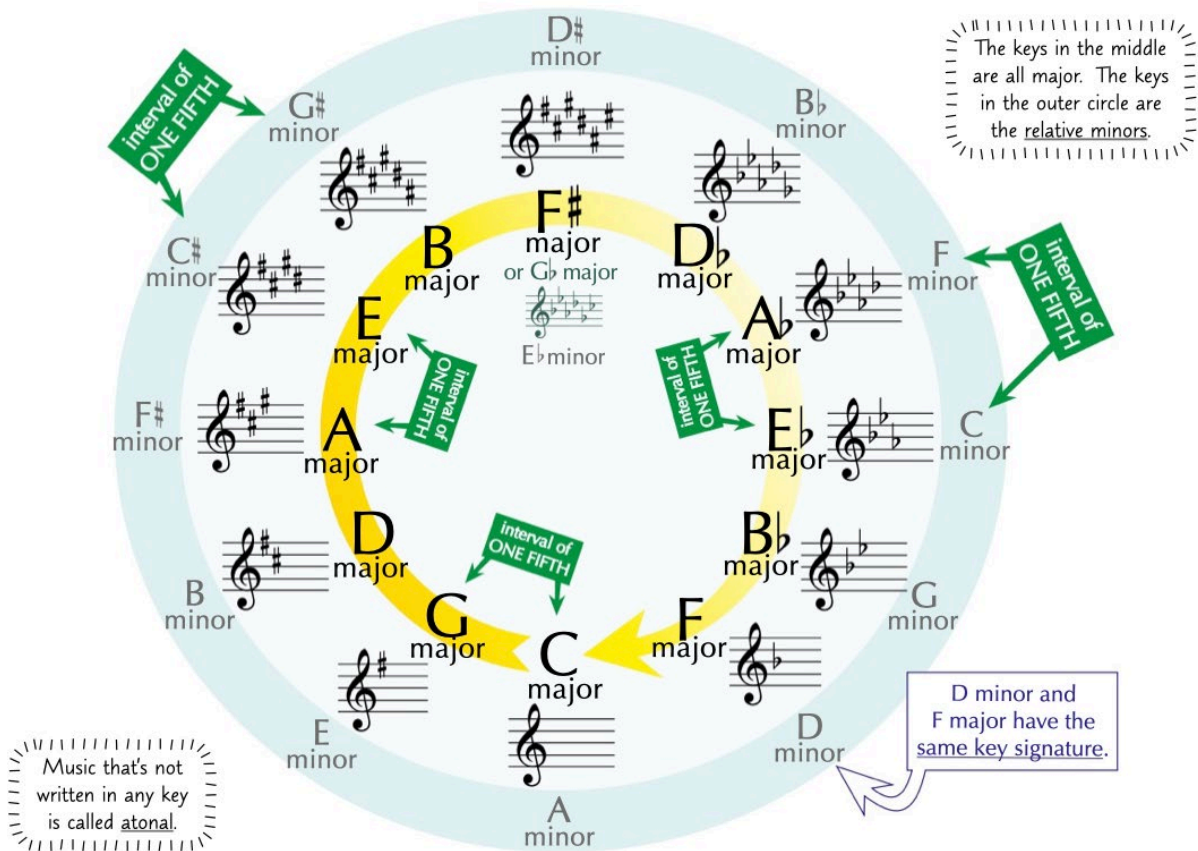 D♯
minor
B♭
minor
F
minor
C
minor
G
minor
D
minor
A
minor
E
minor
B
minor
F♯
minor
C♯
minor
G♯
minor
F♯
major
or G♭ major
E♭ minor
D♭
major
A♭
major
E♭
major
B♭
major
F
major
C
major
G
major
D
major
A
major
E
major
B
major
interval of
ONE FIFTH
interval of
ONE FIFTH
interval of
ONE FIFTH
interval of
ONE FIFTH
interval of
ONE FIFTH
The keys in the middle
are all major. The keys
in the outer circle are
the relative minors.
D minor and
F major have the
same key signature.
Music that's not
written in any key
is called atonal.